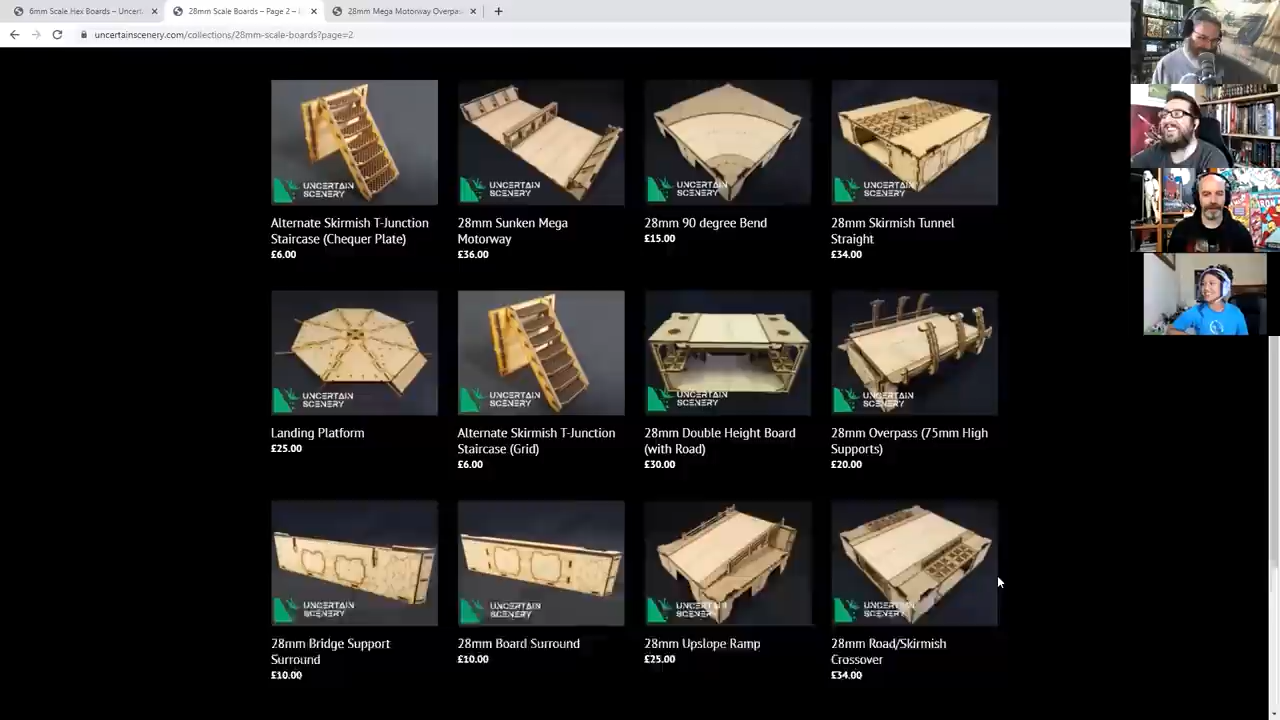 6mm Scale Hex Boards – Uncert
28mm Scale Boards – Page 2 –
28mm Mega Motorway Overpas
uncertainscenery.com/collections/28mm-scale-boards?page=2
UNCERTAIN
SCENERY
UNCERTAIN
SCENERY
UNCERTAIN
SCENERY
UNCERTAIN
SCENERY
Alternate Skirmish T-Junction
Staircase (Chequer Plate)
£6.00
28mm Sunken Mega
Motorway
£36.00
28mm 90 degree Bend
£15.00
28mm Skirmish Tunnel
Straight
£34.00
UNCERTAIN
SCENERY
UNCERTAIN
SCENERY
UNCERTAIN
SCENERY
UNCERTAIN
SCENERY
Landing Platform
£25.00
Alternate Skirmish T-Junction
Staircase (Grid)
£6.00
28mm Double Height Board
(with Road)
£30.00
28mm Overpass (75mm High
Supports)
£20.00
UNCERTAIN
SCENERY
UNCERTAIN
SCENERY
UNCERTAIN
SCENERY
UNCERTAIN
SCENERY
28mm Bridge Support
Surround
£10.00
28mm Board Surround
£10.00
28mm Upslope Ramp
£25.00
28mm Road/Skirmish
Crossover
£34.00